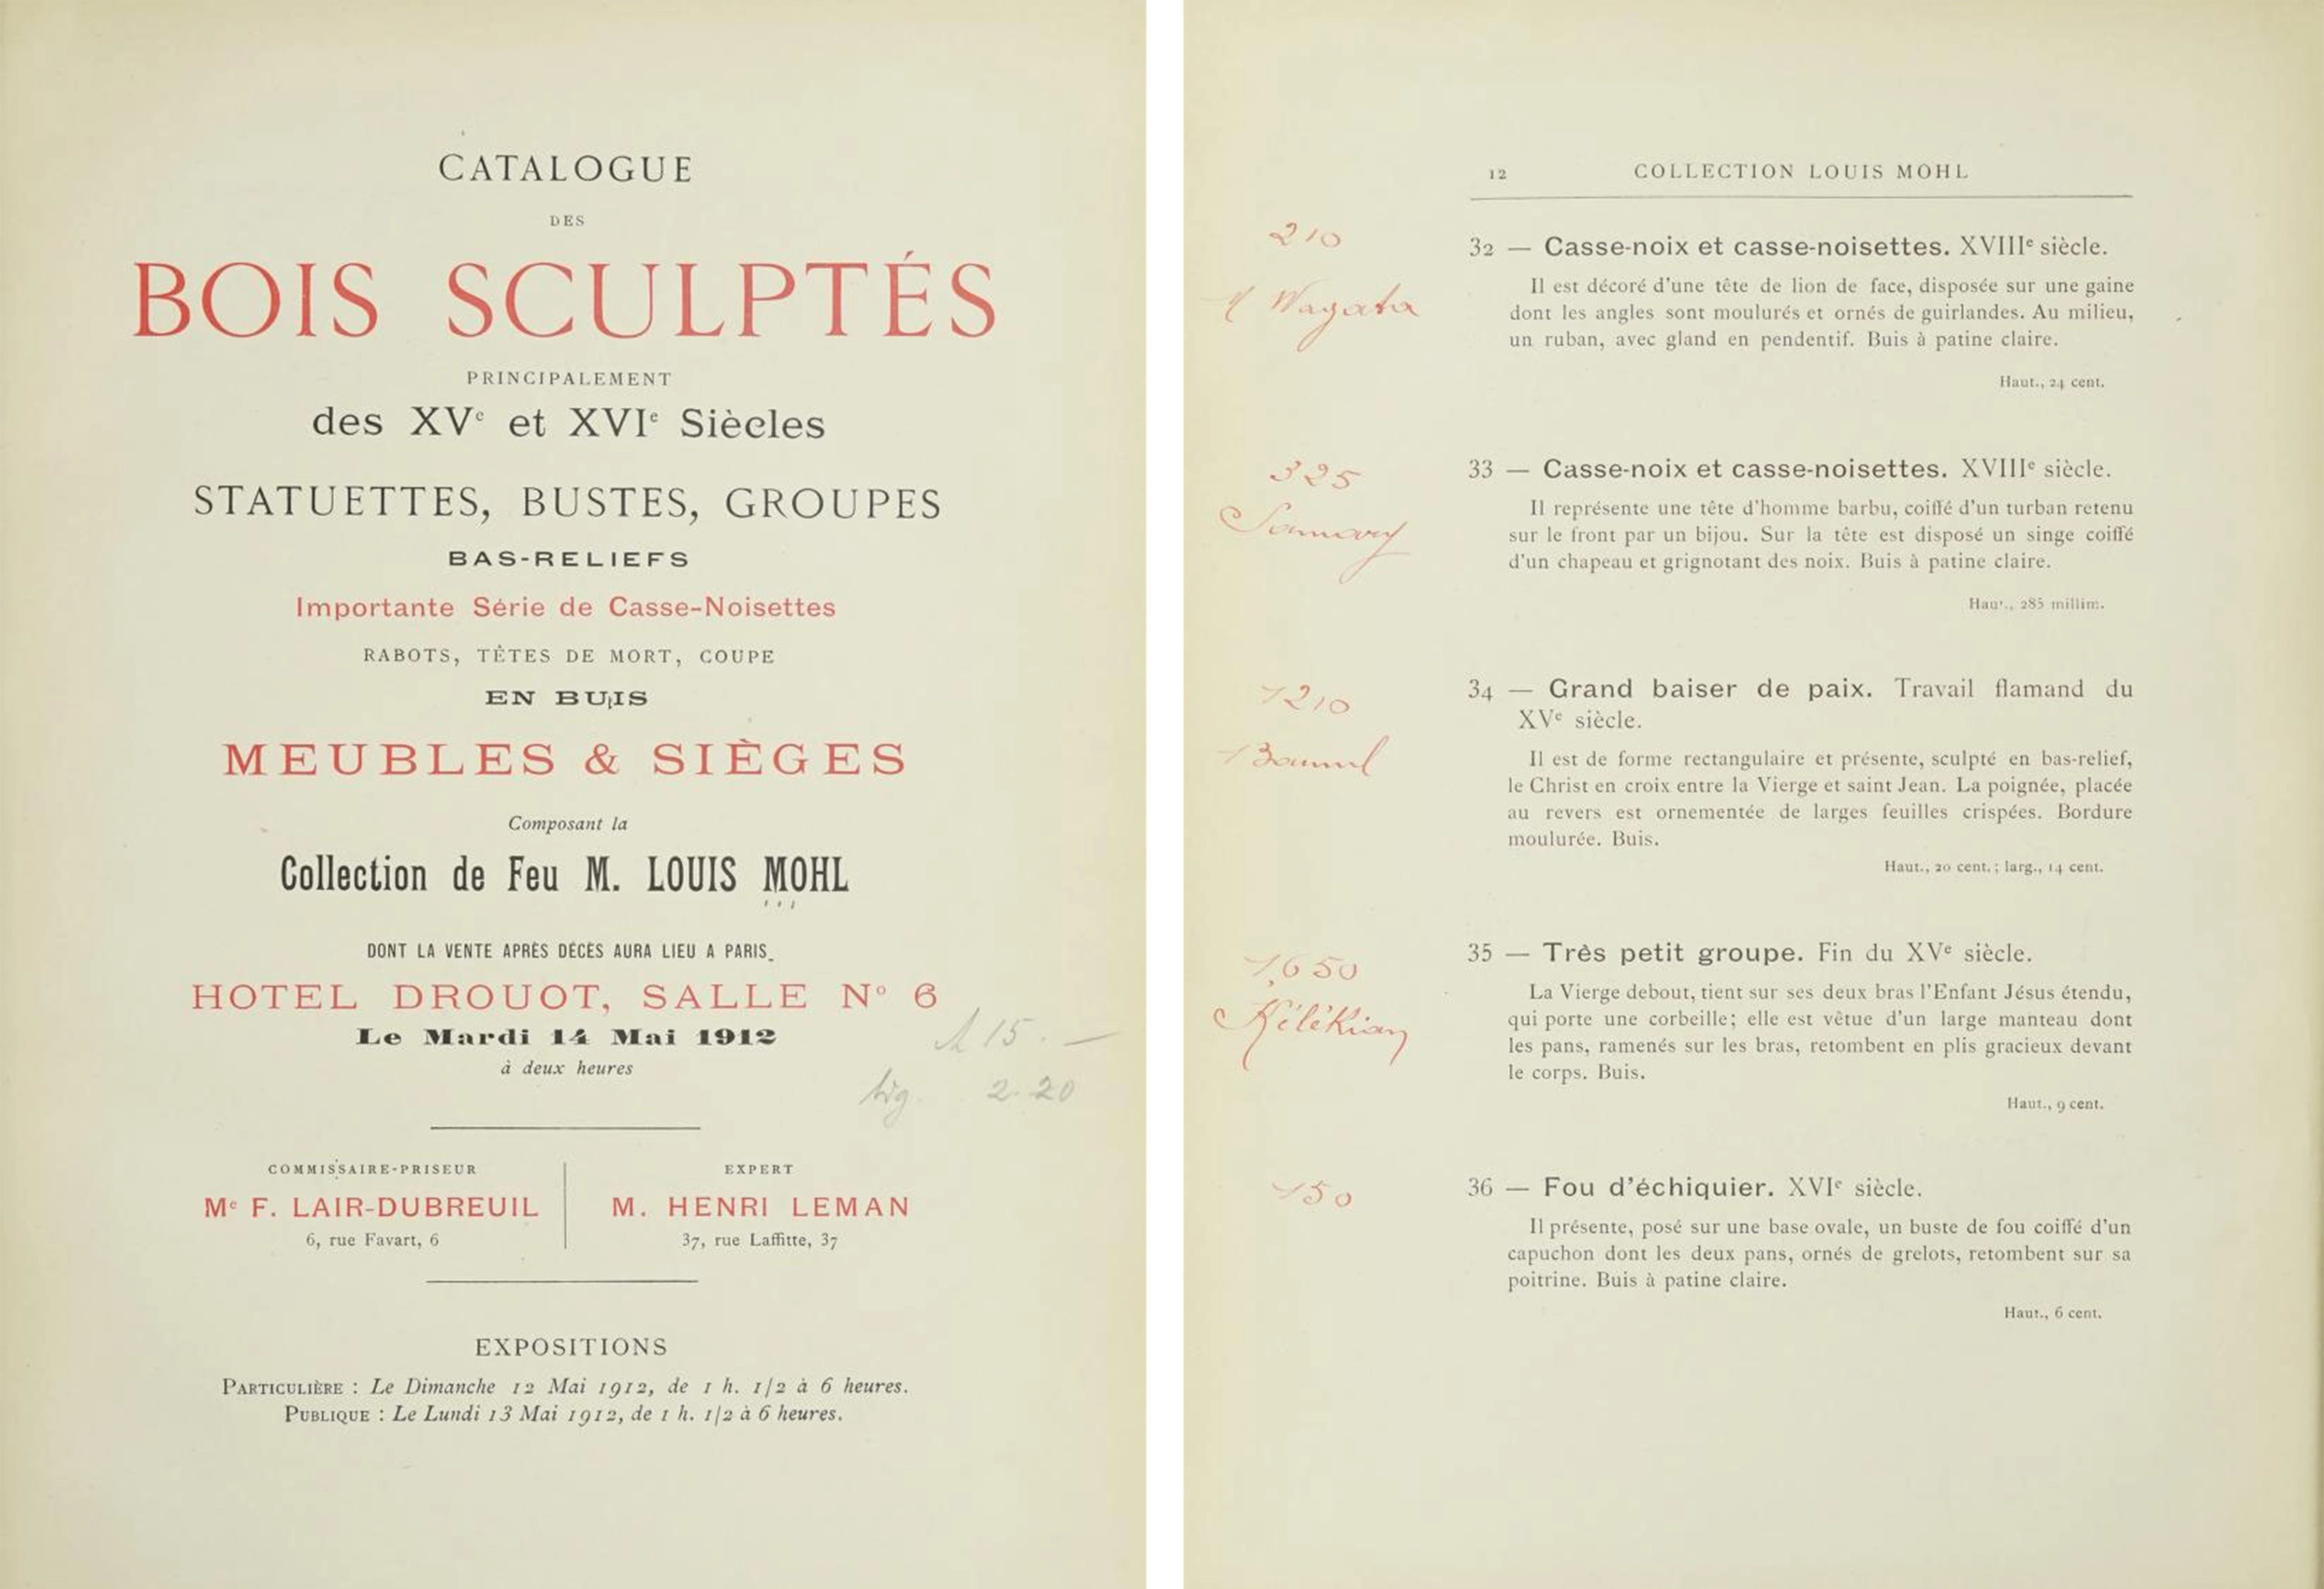 CATALOGUE
DES
BOIS SCULPTÉS
PRINCIPALEMENT
des XVe et XVIe Siècles
STATUETTES, BUSTES, GROUPES
BAS-RELIEFS
Importante Série de Casse-Noisettes
RABOTS, TÊTES DE MORT, COUPE
EN BUIS
MEUBLES & SIÈGES
Composant la
Collection de Feu M. LOUIS MOHL
DONT LA VENTE APRÈS DÉCÈS AURA LIEU A PARIS
HOTEL DROUOT, SALLE No 6
Le Mardi 14 Mai 1912
à deux heures
15. —
2.20
COMMISSAIRE-PRISEUR
Me F. LAIR-DUBREUIL
6, rue Favart, 6
EXPERT
M. HENRI LEMAN
37, rue Laffitte, 37
EXPOSITIONS
PARTICULIÈRE : Le Dimanche 12 Mai 1912, de 1 h. 1/2 à 6 heures.
PUBLIQUE : Le Lundi 13 Mai 1912, de 1 h. 1/2 à 6 heures.
12 COLLECTION LOUIS MOHL
210
32 — Casse-noix et casse-noisettes. XVIIIe siècle.
Il est décoré d'une tête de lion de face, disposée sur une gaine
dont les angles sont moulurés et ornés de guirlandes. Au milieu,
un ruban, avec gland en pendentif. Buis à patine claire.
Haut., 24 cent.
325
33 — Casse-noix et casse-noisettes. XVIIIe siècle.
Il représente une tête d'homme barbu, coiffé d'un turban retenu
sur le front par un bijou. Sur la tête est disposé un singe coiffé
d'un chapeau et grignotant des noix. Buis à patine claire.
Haut., 285 millim.
1210
34 — Grand baiser de paix. Travail flamand du
XVe siècle.
Il est de forme rectangulaire et présente, sculpté en bas-relief,
le Christ en croix entre la Vierge et saint Jean. La poignée, placée
au revers est ornementée de larges feuilles crispées. Bordure
moulurée. Buis.
Haut., 20 cent.; larg., 14 cent.
1,650
Kélékian
35 — Très petit groupe. Fin du XVe siècle.
La Vierge debout, tient sur ses deux bras l'Enfant Jésus étendu,
qui porte une corbeille; elle est vêtue d'un large manteau dont
les pans, ramenés sur les bras, retombent en plis gracieux devant
le corps. Buis.
Haut., 9 cent.
150
36 — Fou d'échiquier. XVIe siècle.
Il présente, posé sur une base ovale, un buste de fou coiffé d'un
capuchon dont les deux pans, ornés de grelots, retombent sur sa
poitrine. Buis à patine claire.
Haut., 6 cent.